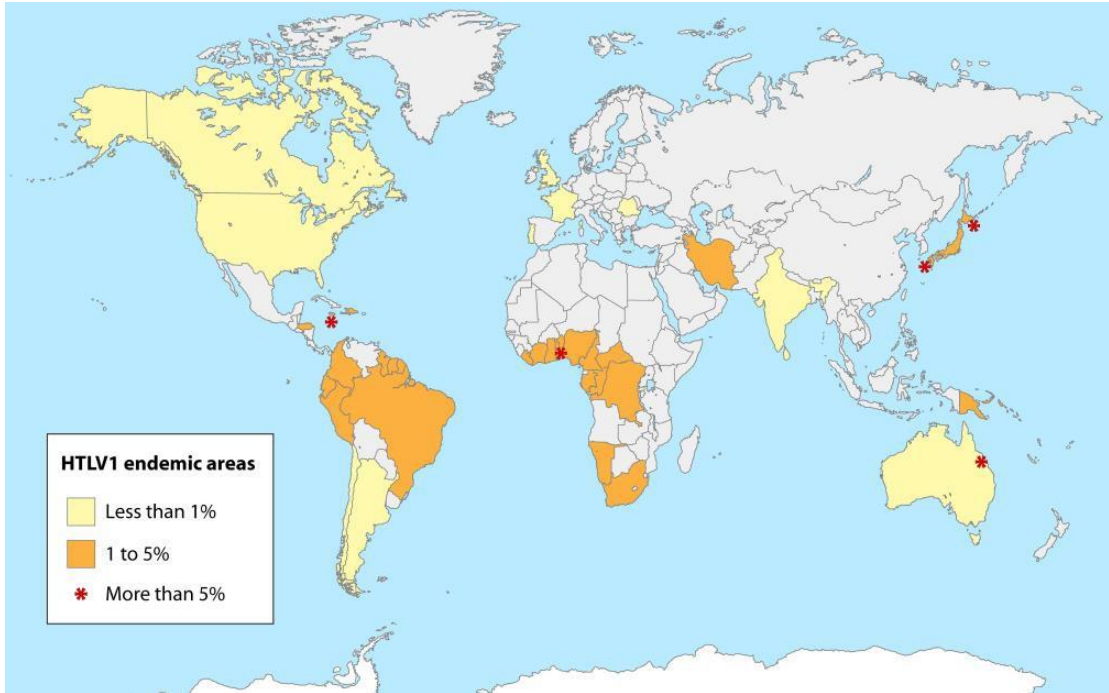 HTLV1 endemic areas
Less than 1%
1 to 5%
* More than 5%